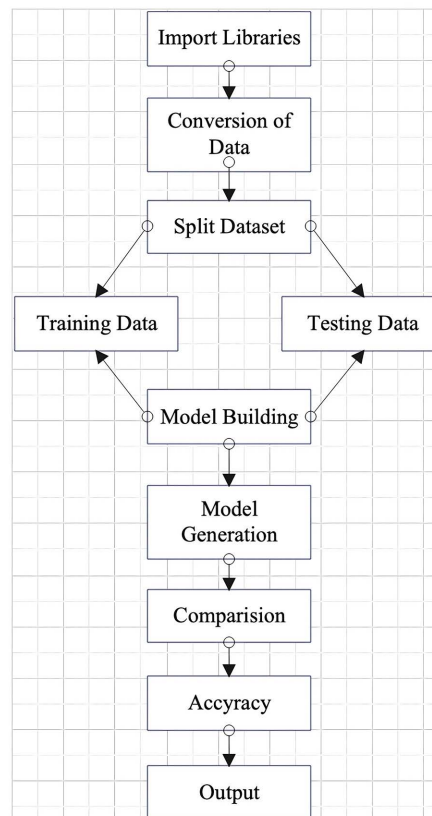 Import Libraries
Conversion of
Data
Split Dataset
Training Data
Testing Data
Model Building
Model
Generation
Comparision
Accyracy
Output